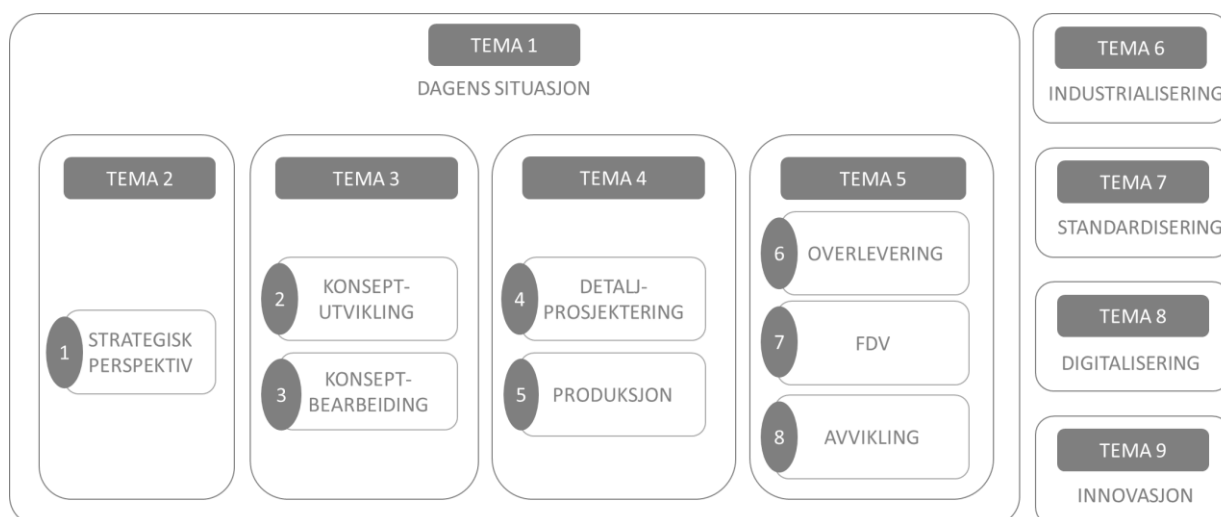 TEMA 1
DAGENS SITUASJON
TEMA 2
1
STRATEGISK
PERSPEKTIV
TEMA 3
2
KONSEPT-
UTVIKLING
3
KONSEPT-
BEARBEIDING
TEMA 4
4
DETALJ-
PROSJEKTERING
5
PRODUKSJON
TEMA 5
6
OVERLEVERING
7
FDV
8
AVVIKLING
TEMA 6
INDUSTRIALISERING
TEMA 7
STANDARDISERING
TEMA 8
DIGITALISERING
TEMA 9
INNOVASJON